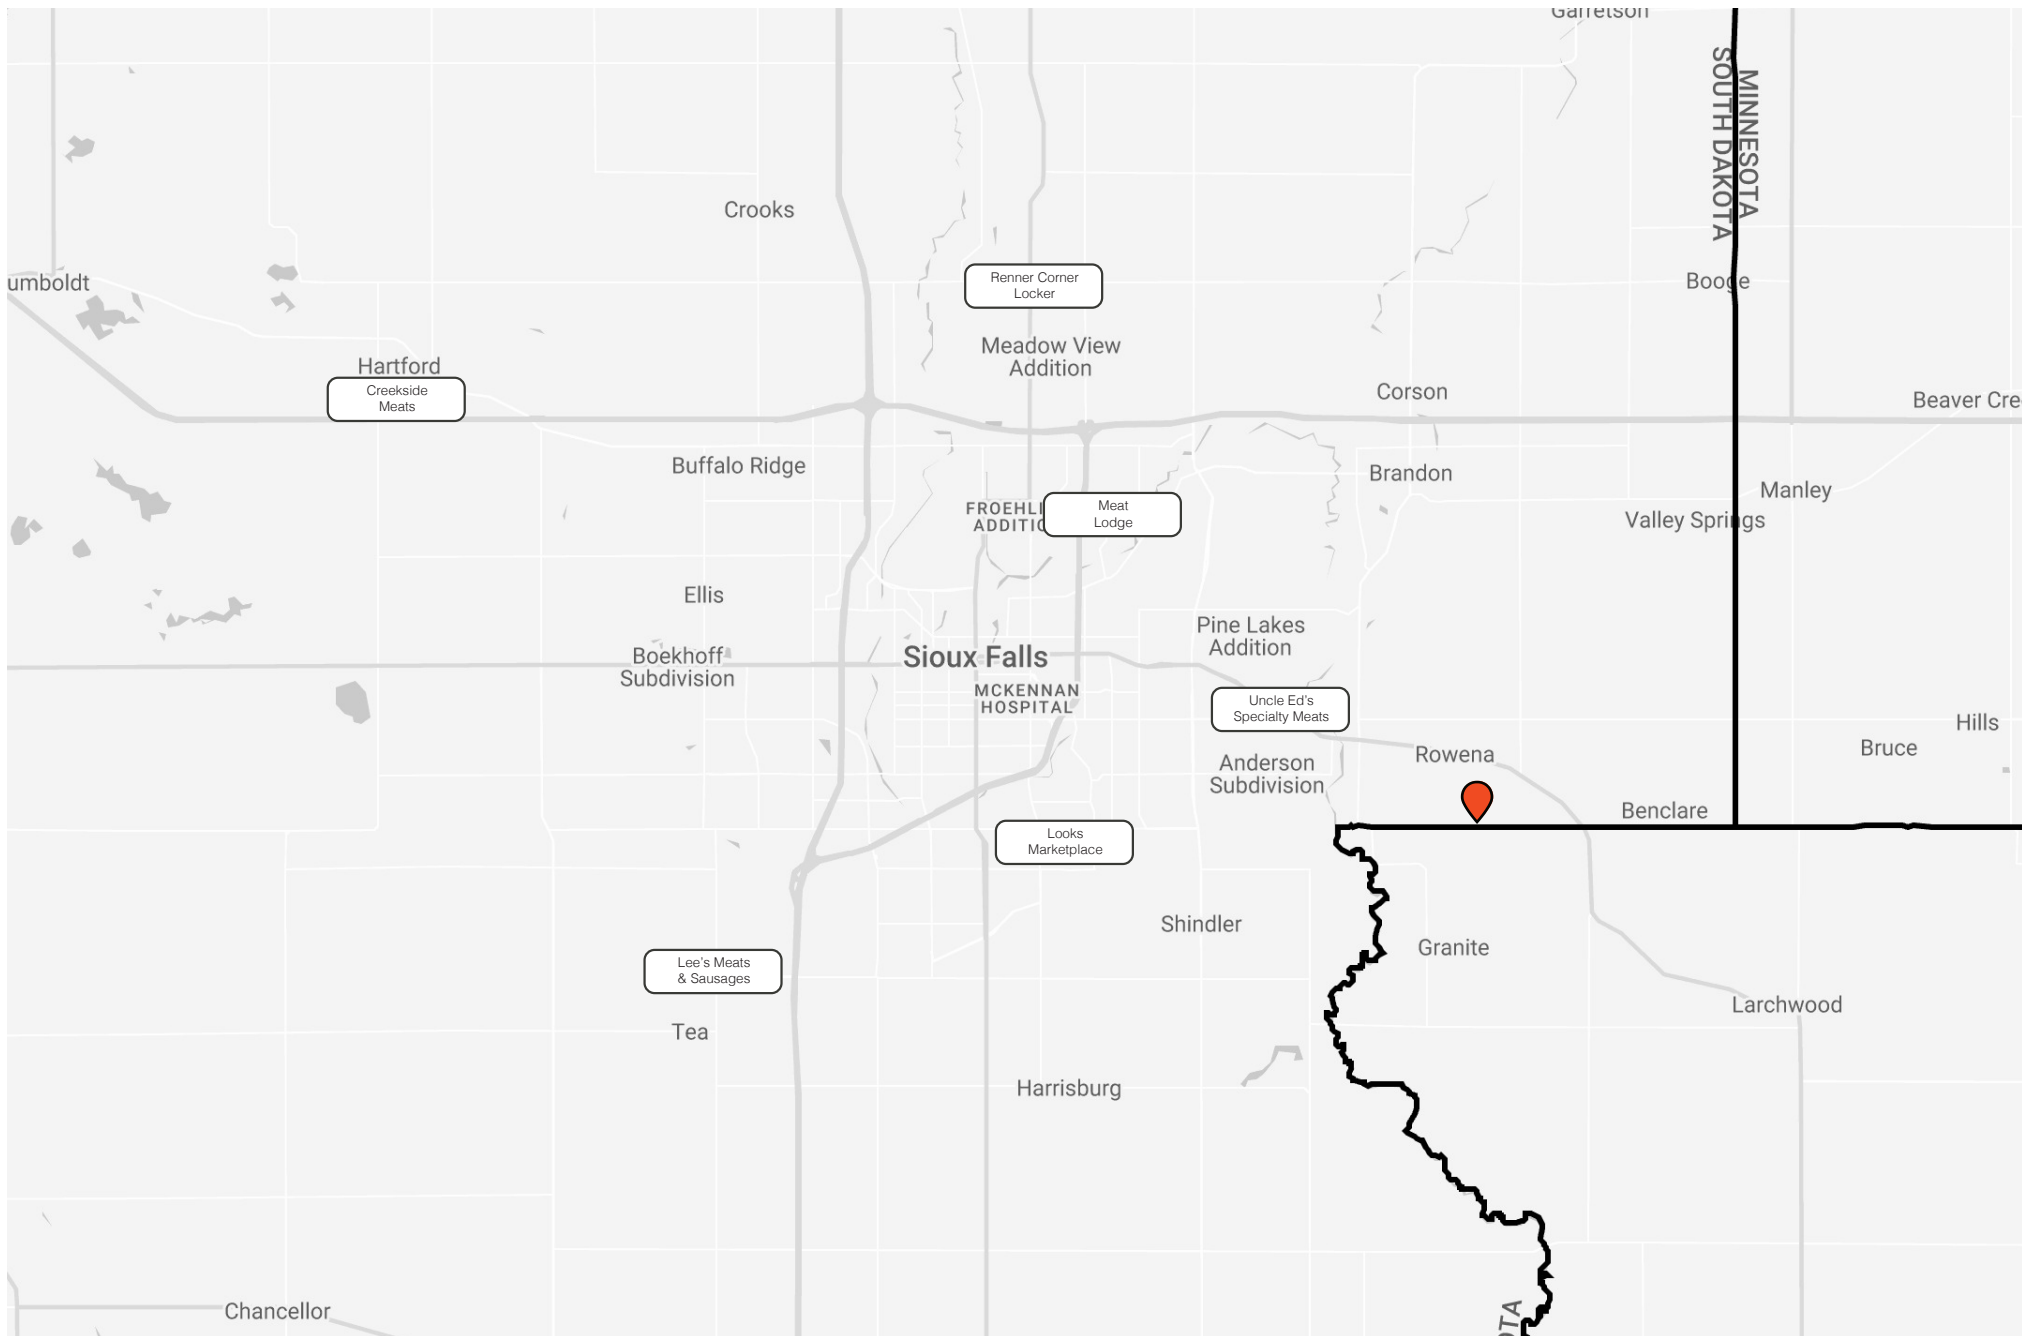 Garretson
MINNESOTA
SOUTH DAKOTA
Crooks
Renner Corner
Locker
umboldt
Booge
Meadow View
Addition
Hartford
Creekside
Meats
Corson
Beaver Cre
Buffalo Ridge
Brandon
Manley
FROEHLI
ADDITIO
Meat
Lodge
Valley Springs
Ellis
Pine Lakes
Addition
Boekhoff
Subdivision
Sioux Falls
MCKENNAN
HOSPITAL
Uncle Ed's
Specialty Meats
Hills
Bruce
Rowena
Anderson
Subdivision
Benclare
Looks
Marketplace
Shindler
Granite
Lee's Meats
& Sausages
Larchwood
Tea
Harrisburg
Chancellor
OTA